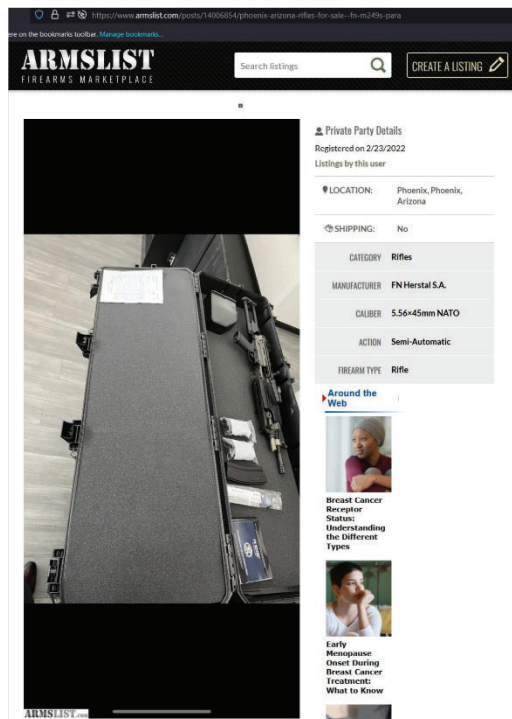 https://www.armslist.com/posts/14006854/phoenix-arizona-rifles-for-sale--fn-m249s-para
ere on the bookmarks toolbar. Manage bookmarks...
ARMSLIST
FIREARMS MARKETPLACE
Search listings
CREATE A LISTING
Private Party Details
Registered on 2/23/2022
Listings by this user
LOCATION: Phoenix, Phoenix,
Arizona
SHIPPING: No
CATEGORY Rifles
MANUFACTURER FN Herstal S.A.
CALIBER 5.56×45mm NATO
ACTION Semi-Automatic
FIREARM TYPE Rifle
Around the
Web
Breast Cancer
Receptor
Status:
Understanding
the Different
Types
Early
Menopause
Onset During
Breast Cancer
Treatment:
What to Know
ARMSLIST.com